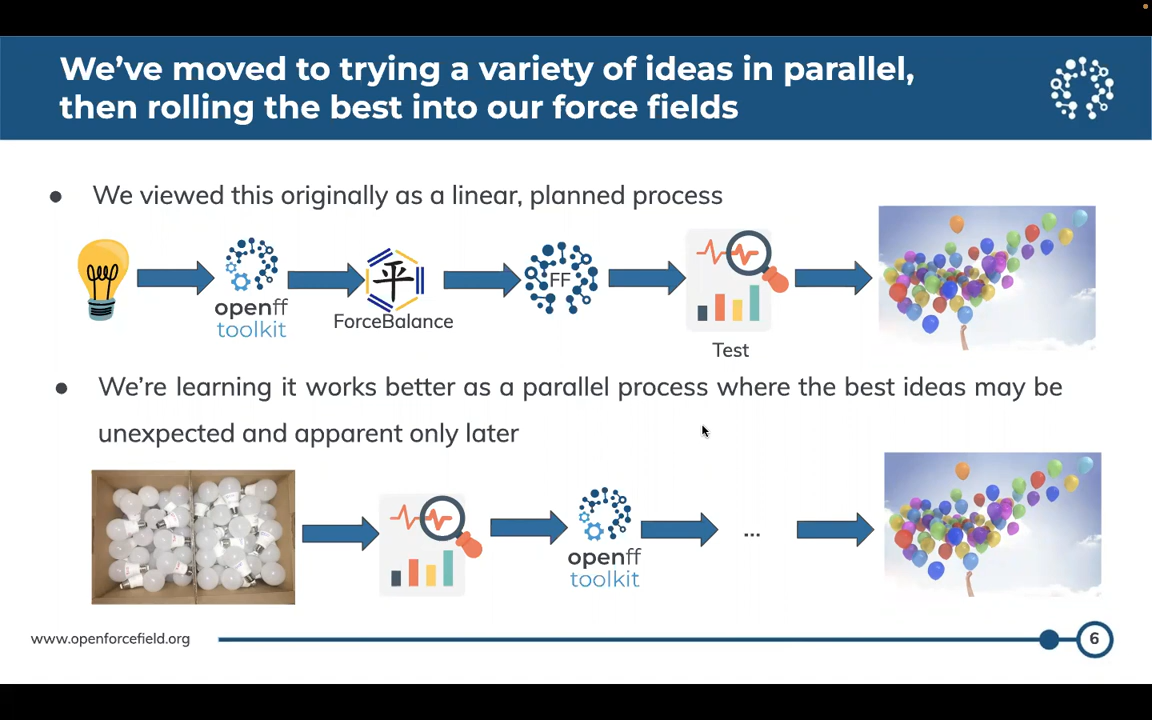 We've moved to trying a variety of ideas in parallel,
then rolling the best into our force fields
● We viewed this originally as a linear, planned process
openff
toolkit
平
ForceBalance
FF
Test
● We're learning it works better as a parallel process where the best ideas may be
unexpected and apparent only later
openff
toolkit
...
www.openforcefield.org
6